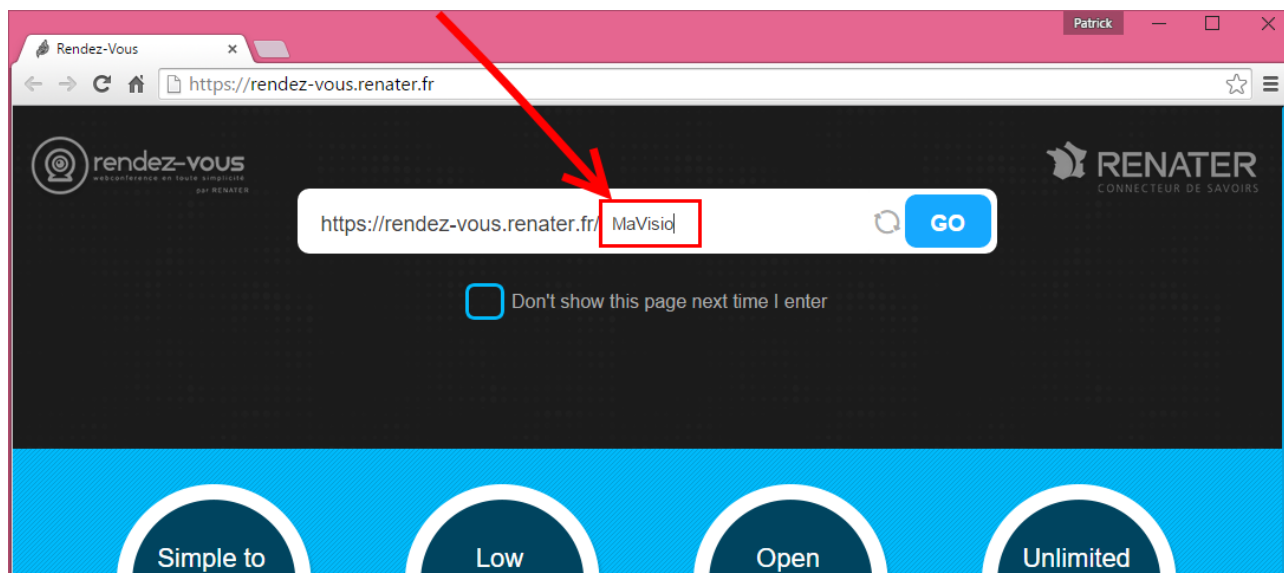 Patrick
Rendez-Vous
https://rendez-vous.renater.fr
rendez-vous
webconference en toute simplicité
par RENATER
RENATER
CONNECTEUR DE SAVOIRS
https://rendez-vous.renater.fr/ MaVisio
GO
Don't show this page next time I enter
Simple to
Low
Open
Unlimited